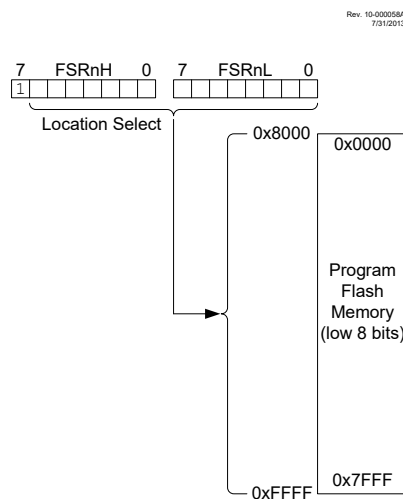 Rev. 10-000058A
7/31/2013
7 FSRnH 0 7 FSRnL 0
1
Location Select
0x8000 0x0000
Program
Flash
Memory
(low 8 bits)
0xFFFF 0x7FFF